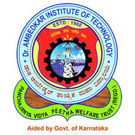 Dr. AMBEDKAR INSTITUTE OF TECHNOLOGY
ESTD : 1980
PANCHAJANYA VIDYA PEETHA WELFARE TRUST (REGD)
Aided by Govt. of Karnataka